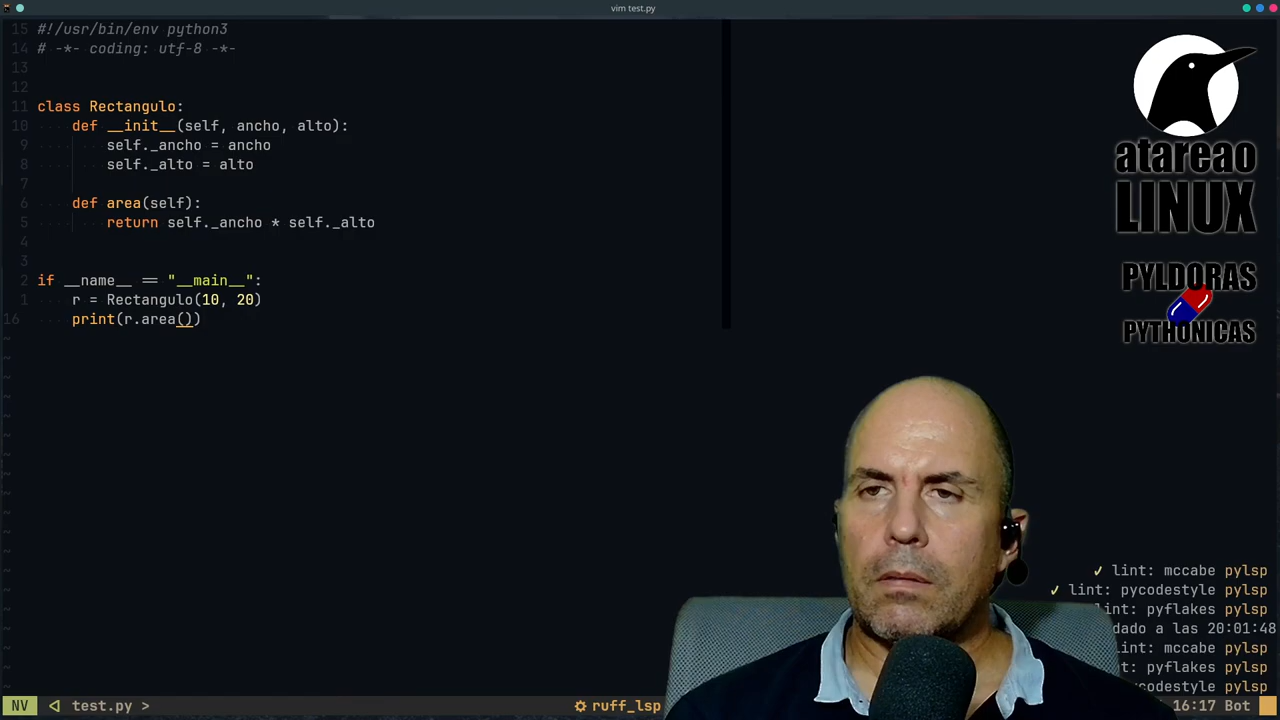 vim test.py
15 #!/usr/bin/env python3
14 # -*- coding: utf-8 -*-
13
12
11 class Rectangulo:
10 def __init__(self, ancho, alto):
9 self._ancho = ancho
8 self._alto = alto
7
6 def area(self):
5 return self._ancho * self._alto
4
3
2 if __name__ == "__main__":
1 r = Rectangulo(10, 20)
16 print(r.area())
atareao
LINUX
PYLDORAS
PYTHONICAS
✓ lint: mccabe pylsp
✓ lint: pycodestyle pylsp
lint: pyflakes pylsp
dado a las 20:01:48
lint: mccabe pylsp
t: pyflakes pylsp
ycodestyle pylsp
NV test.py > ruff_lsp 16:17 Bot